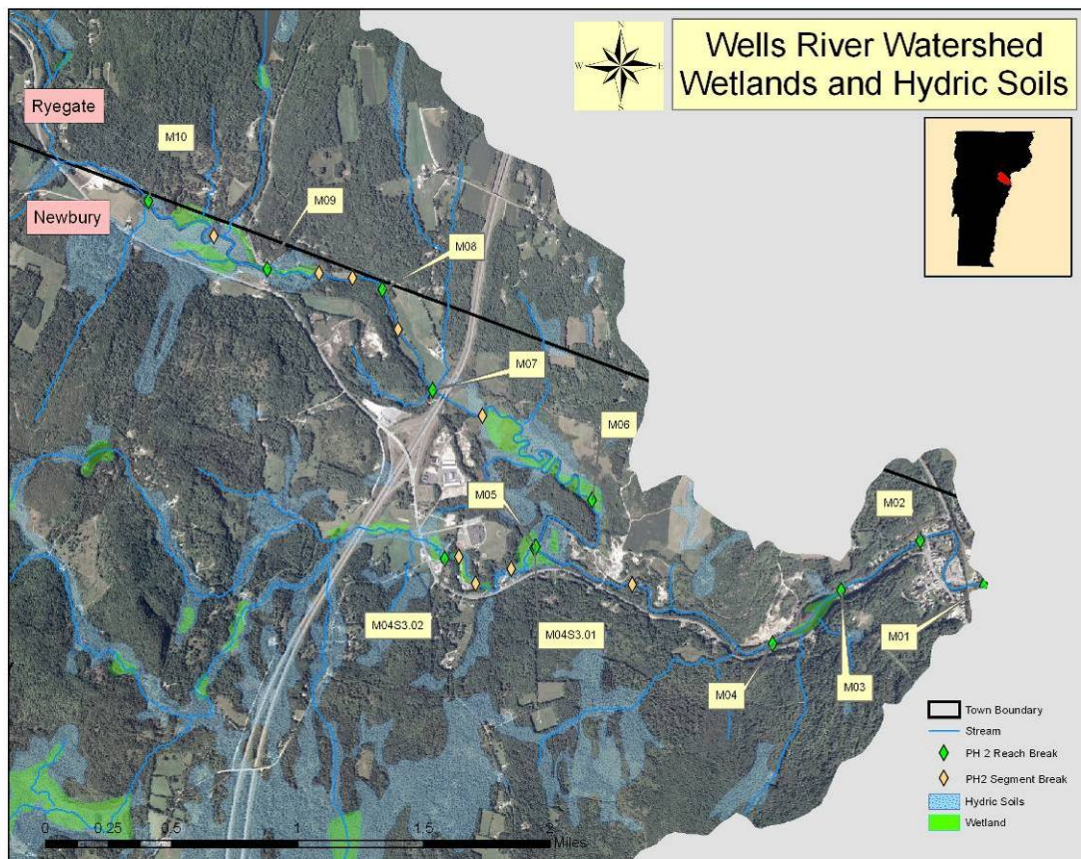 Wells River Watershed
Wetlands and Hydric Soils
N
W
E
N
Ryegate
M10
Newbury
M09
M08
M07
M06
M05
M02
M04S3.02
M04S3.01
M01
M04
M03
Town Boundary
Stream
PH 2 Reach Break
PH2 Segment Break
Hydric Soils
Wetland
0
0.25
0.5
1
1.5
2
Miles